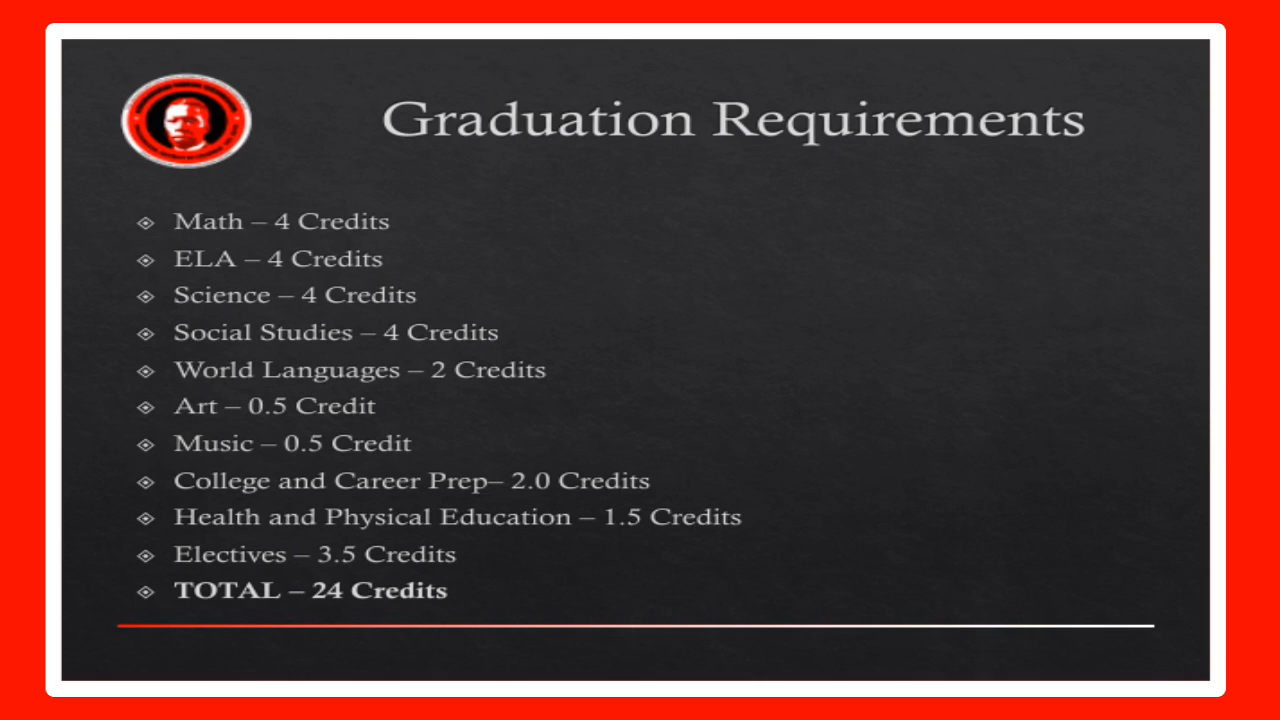 Graduation Requirements
Math – 4 Credits
ELA – 4 Credits
Science – 4 Credits
Social Studies – 4 Credits
World Languages – 2 Credits
Art – 0.5 Credit
Music – 0.5 Credit
College and Career Prep– 2.0 Credits
Health and Physical Education – 1.5 Credits
Electives – 3.5 Credits
TOTAL – 24 Credits